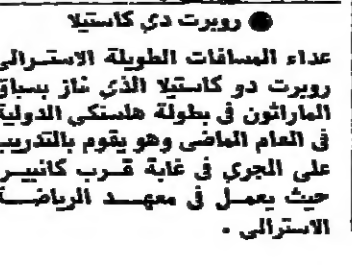 ● روبرت دي كاستيلا
عداء المسافات الطويلة الاسترالي
روبرت دو كاستيلا الذي فاز بسباق
الماراثون في بطولة هلسنكي الدولية
في العام الماضى وهو يقوم بالتدريب
على الجري في غابة قرب كانبيرا
حيث يعمل في معهد الرياضة
الاسترالي .